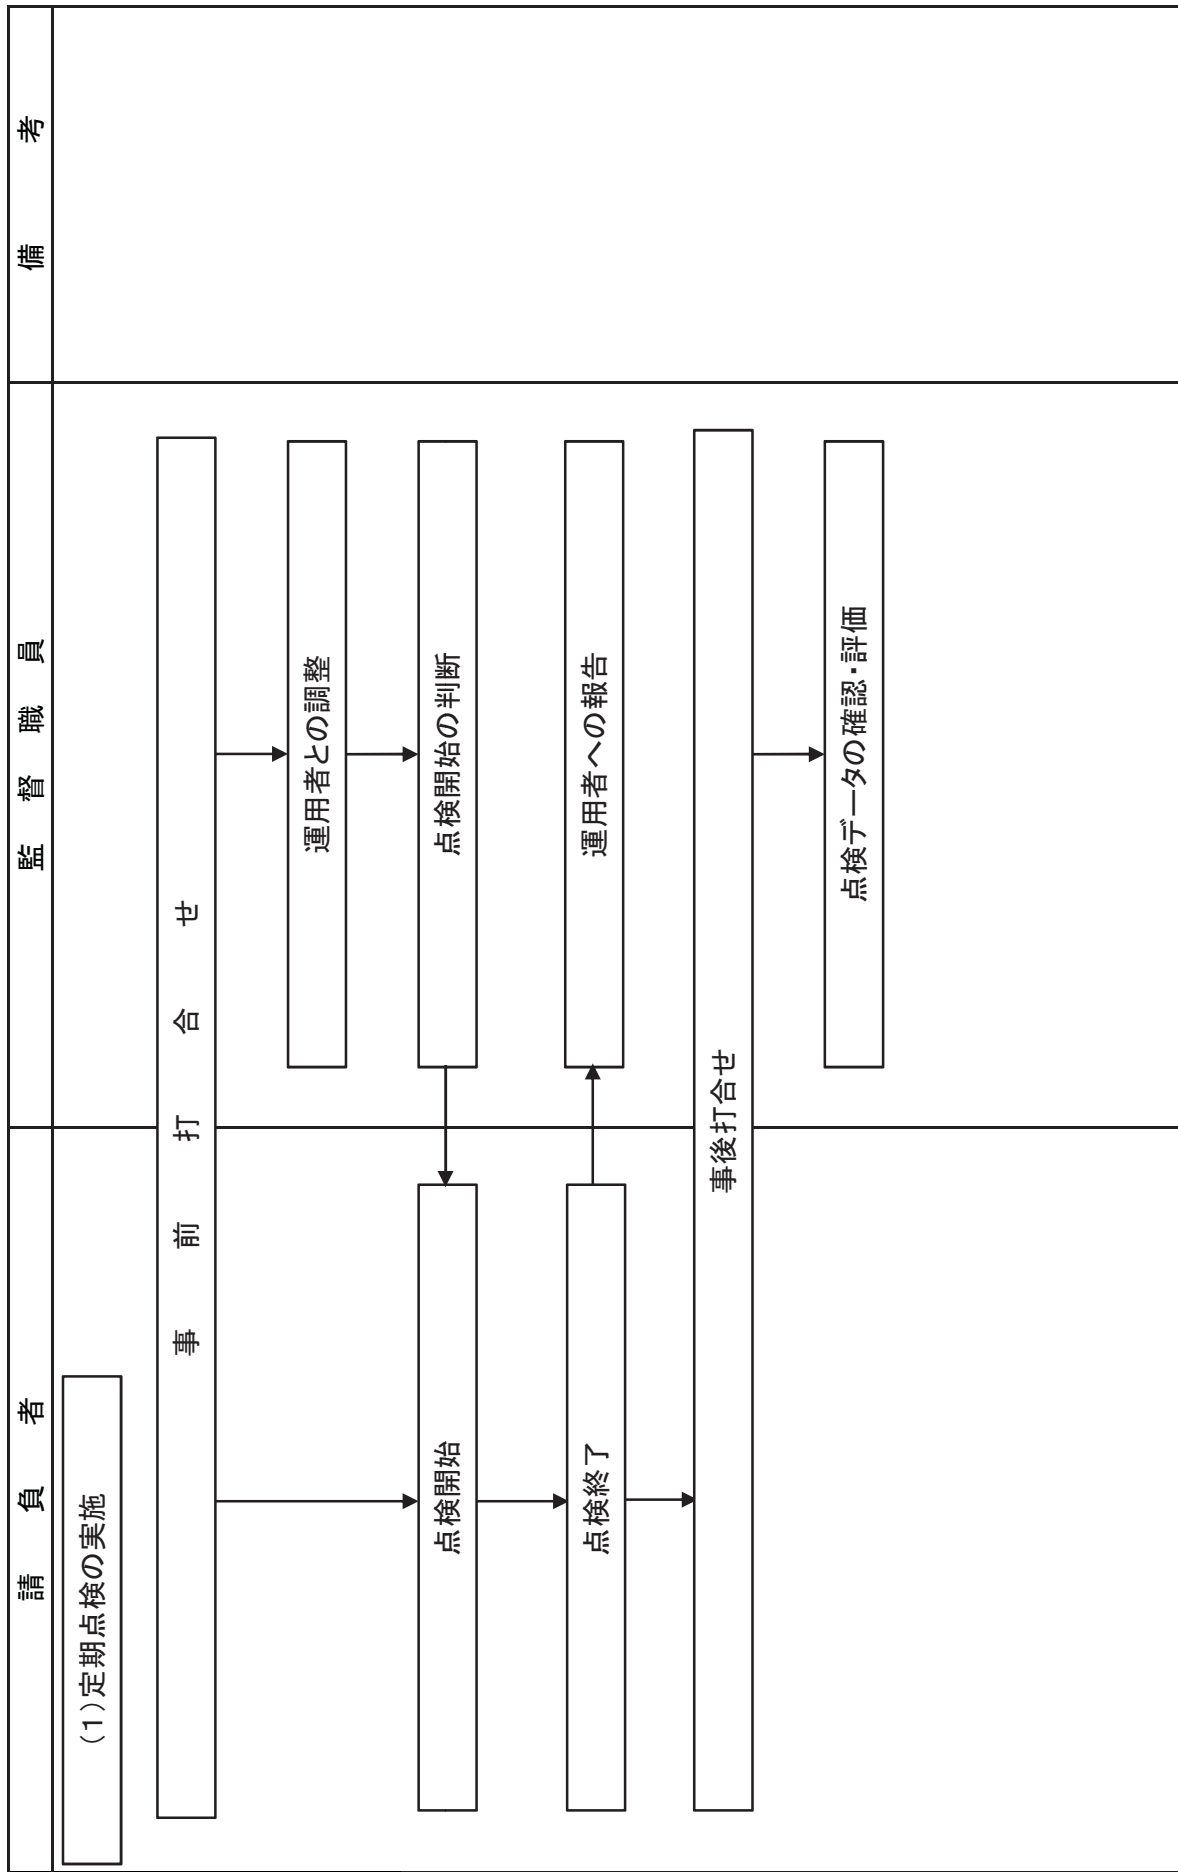 請負者
監督職員
備考
(1)定期点検の実施
事前打合せ
運用者との調整
点検開始
点検開始の判断
点検終了
運用者への報告
事後打合せ
点検データの確認・評価